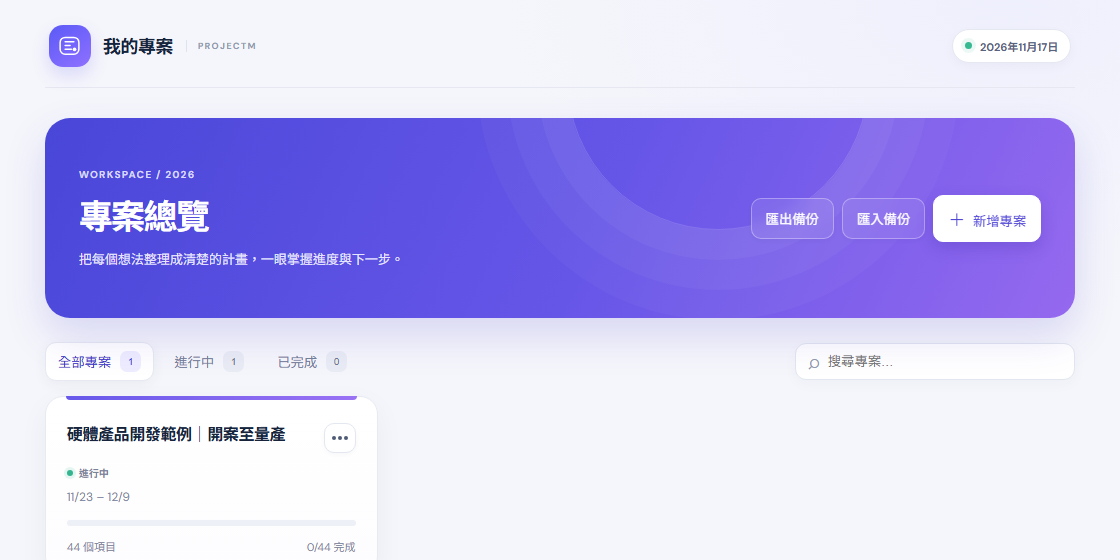 我的專案
PROJECTM
2026年11月17日
WORKSPACE / 2026
專案總覽
把每個想法整理成清楚的計畫，一眼掌握進度與下一步。
匯出備份
匯入備份
新增專案
全部專案 1
進行中 1
已完成 0
搜尋專案...
硬體產品開發範例｜開案至量產
進行中
11/23 – 12/9
44 個項目
0/44 完成